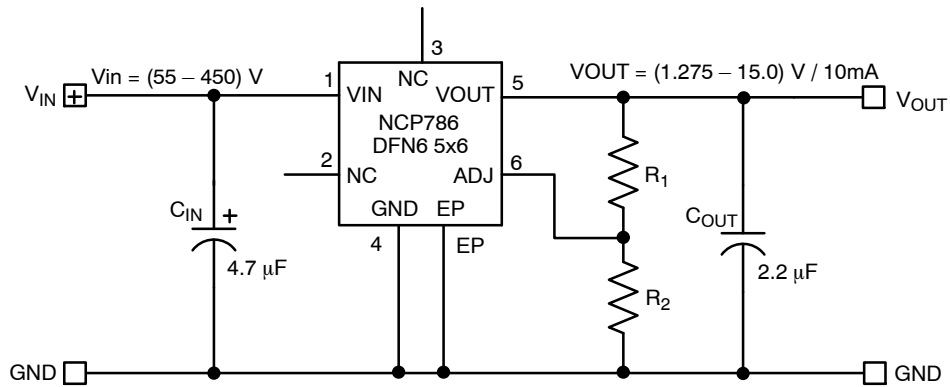 3
Vin = (55 – 450) V
1
NC
5
VOUT = (1.275 – 15.0) V / 10mA
V_IN
+
VIN
VOUT
V_OUT
NCP786
DFN6 5x6
2
NC
ADJ
6
R_1
C_IN
+
GND
EP
C_OUT
4
EP
4.7 μF
2.2 μF
R_2
GND
GND